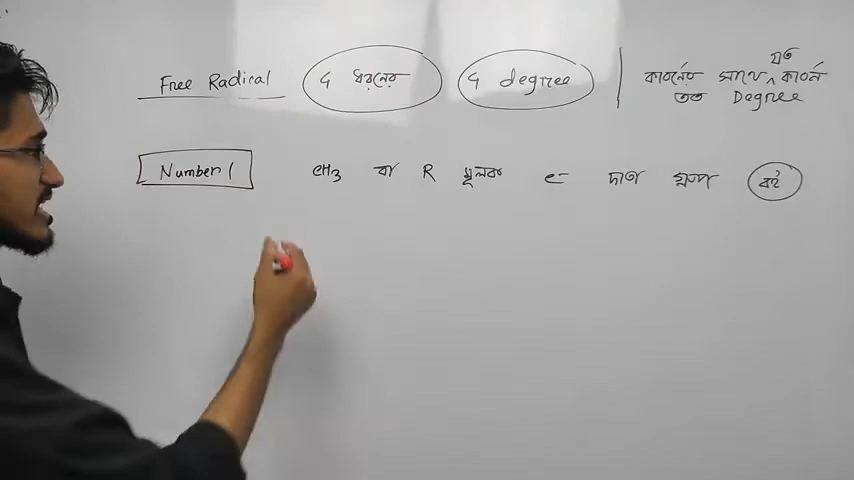 Free Radical 4 ধরনের 4 degree কার্বনের সাথে যত কার্বন
তত Degree
Number 1 CH3 বা R মূলক e- দাতা গ্রুপ বই